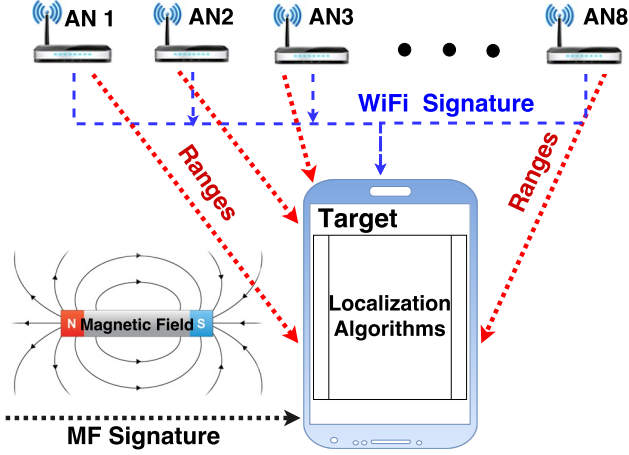 AN 1
AN2
AN3
AN8
WiFi Signature
Ranges
Ranges
Target
Localization
Algorithms
N
Magnetic Field
S
MF Signature